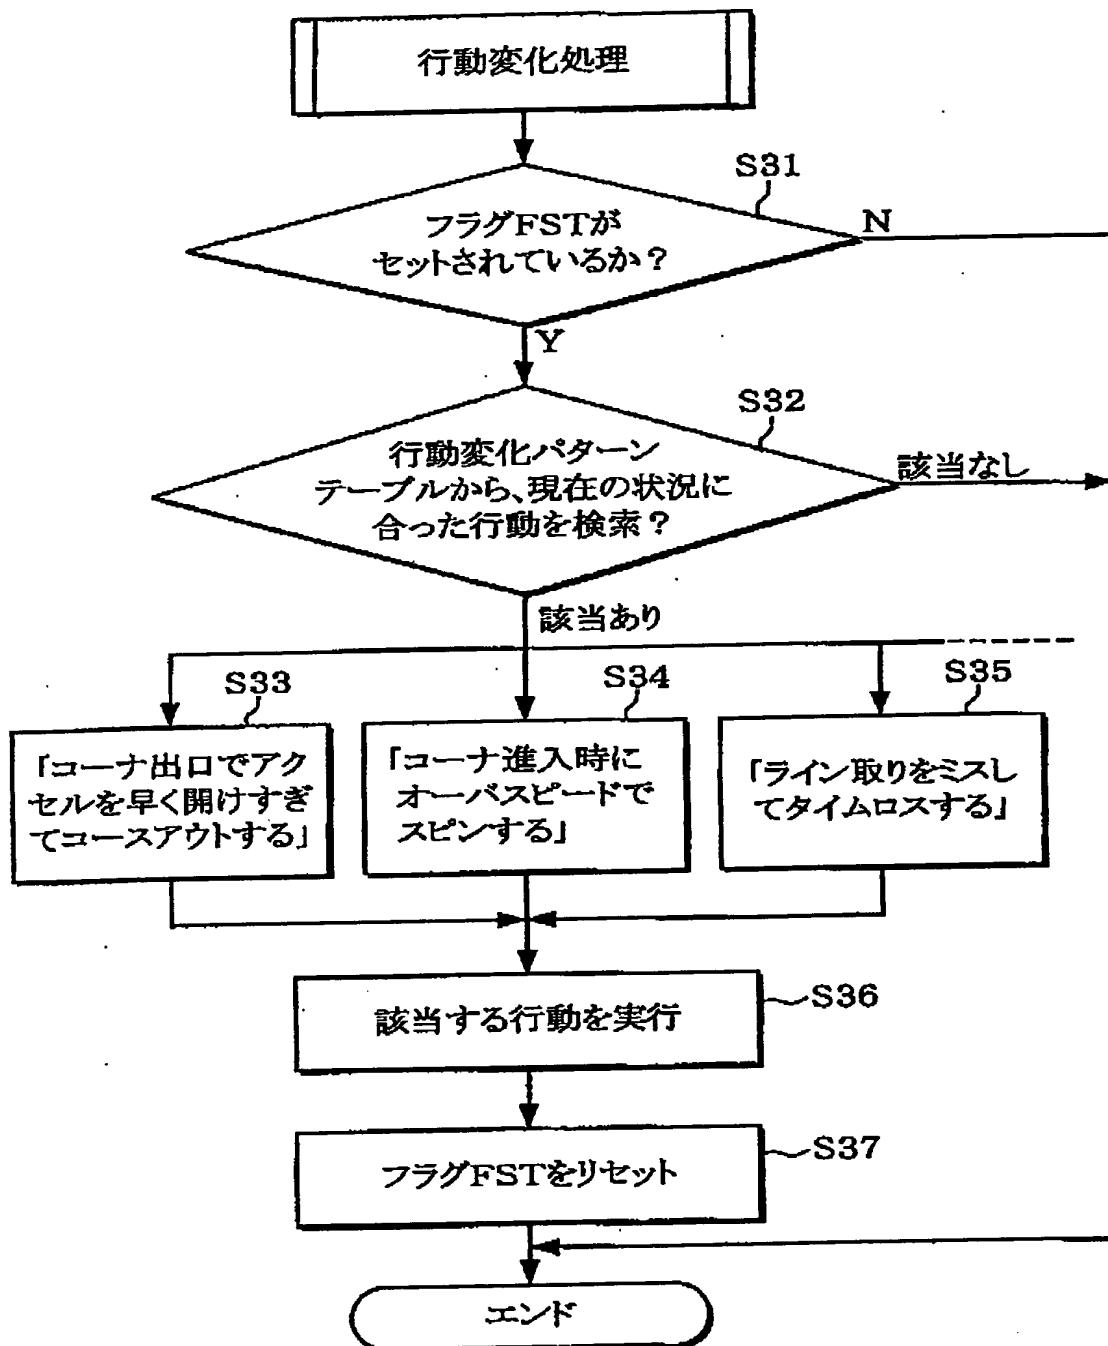 行動変化処理
S31
フラグFSTが
セットされているか？
N
Y
S32
行動変化パターン
テーブルから、現在の状況に
合った行動を検索？
該当なし
該当あり
S33
「コーナ出口でアク
セルを早く開けすぎ
てコースアウトする」
S34
「コーナ進入時に
オーバスピードで
スピンする」
S35
「ライン取りをミスし
てタイムロスする」
該当する行動を実行
S36
フラグFSTをリセット
S37
エンド